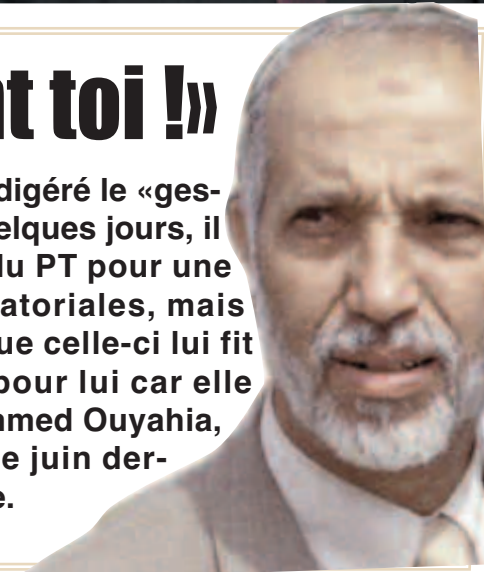 nt toi !»
digéré le «ges-
elques jours, il
du PT pour une
atoriales, mais
ue celle-ci lui fit
pour lui car elle
hmed Ouyahia,
e juin der-
e.